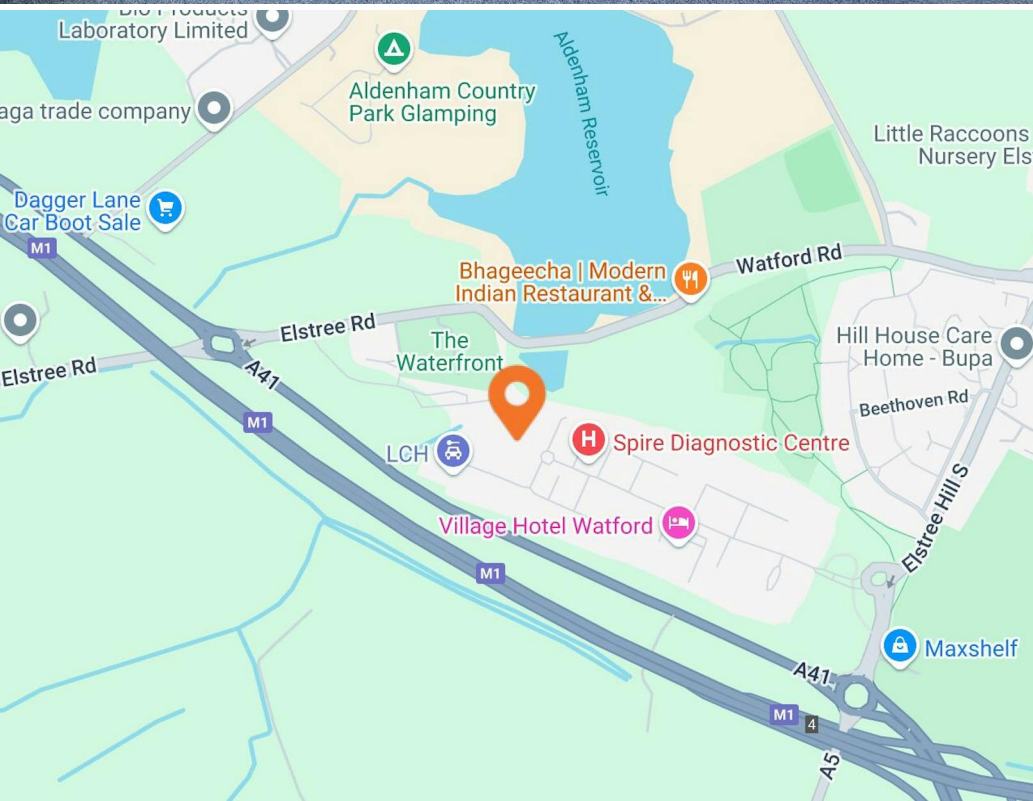 Laboratory Limited
Aldenham Country
Park Glamping
Aldenham Reservoir
aga trade company
Little Raccoons
Nursery Els
Dagger Lane
Car Boot Sale
M1
Bhageecha | Modern
Indian Restaurant &...
Watford Rd
Elstree Rd
The
Waterfront
Hill House Care
Home - Bupa
Elstree Rd
A41
Beethoven Rd
M1
LCH
Spire Diagnostic Centre
Elstree Hill S
Village Hotel Watford
M1
Maxshelf
A41
M1
4
A5